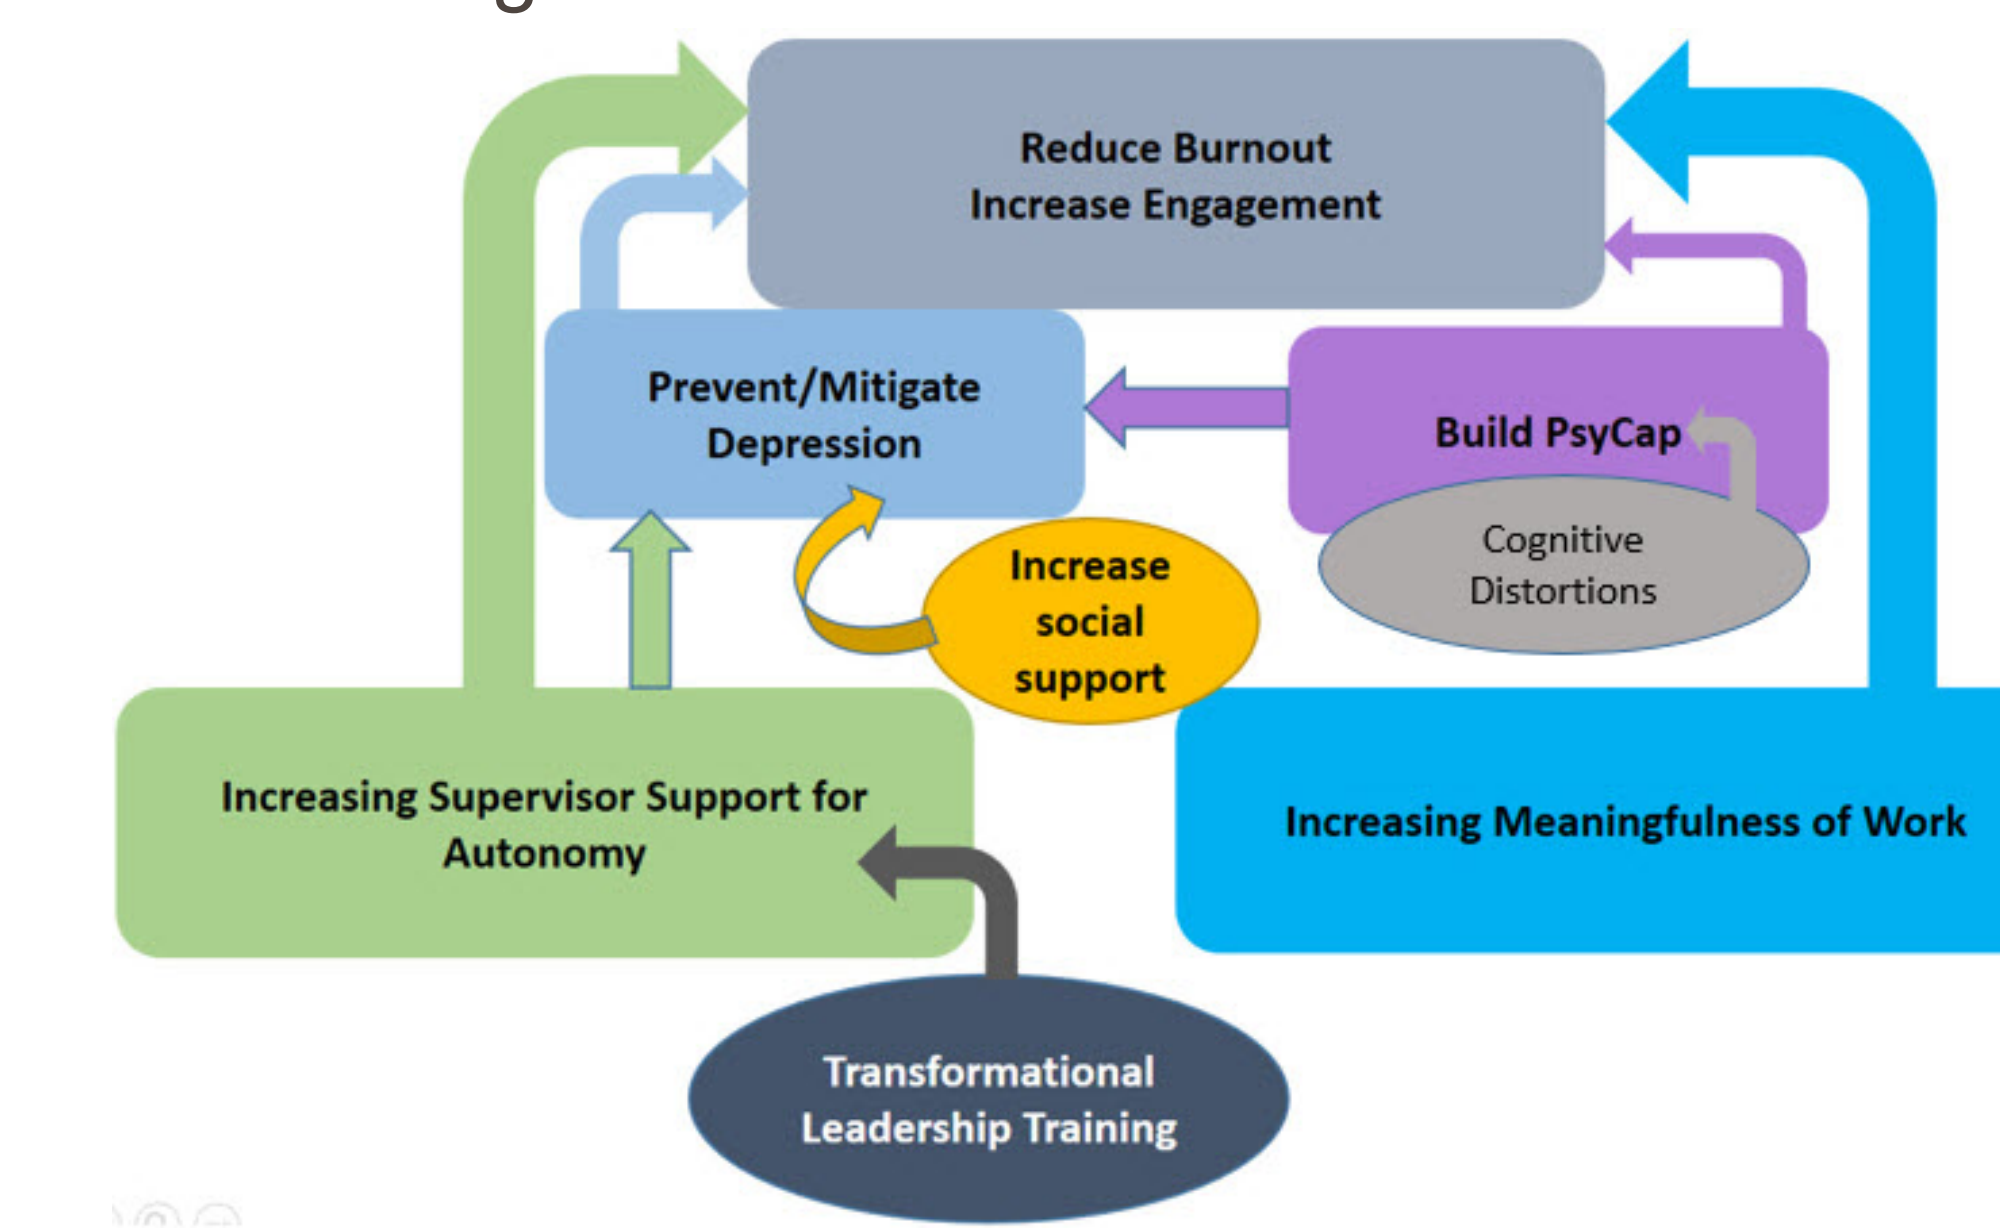 Reduce Burnout
Increase Engagement
Prevent/Mitigate
Depression
Build PsyCap
Cognitive
Distortions
Increase
social
support
Increasing Supervisor Support for
Autonomy
Increasing Meaningfulness of Work
Transformational
Leadership Training